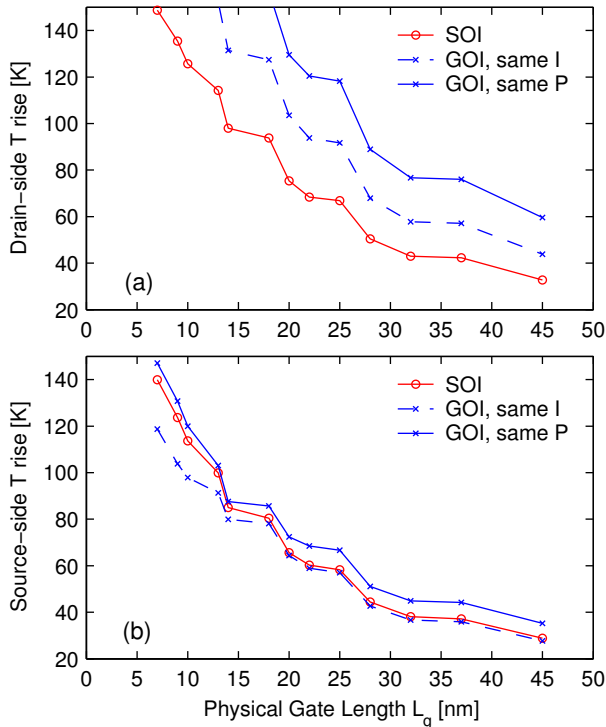 140
120
100
80
60
40
20
Drain−side T rise [K]
SOI
GOI, same I
GOI, same P
(a)
0 5 10 15 20 25 30 35 40 45 50
140
120
100
80
60
40
20
Source−side T rise [K]
SOI
GOI, same I
GOI, same P
(b)
0 5 10 15 20 25 30 35 40 45 50
Physical Gate Length L_g [nm]